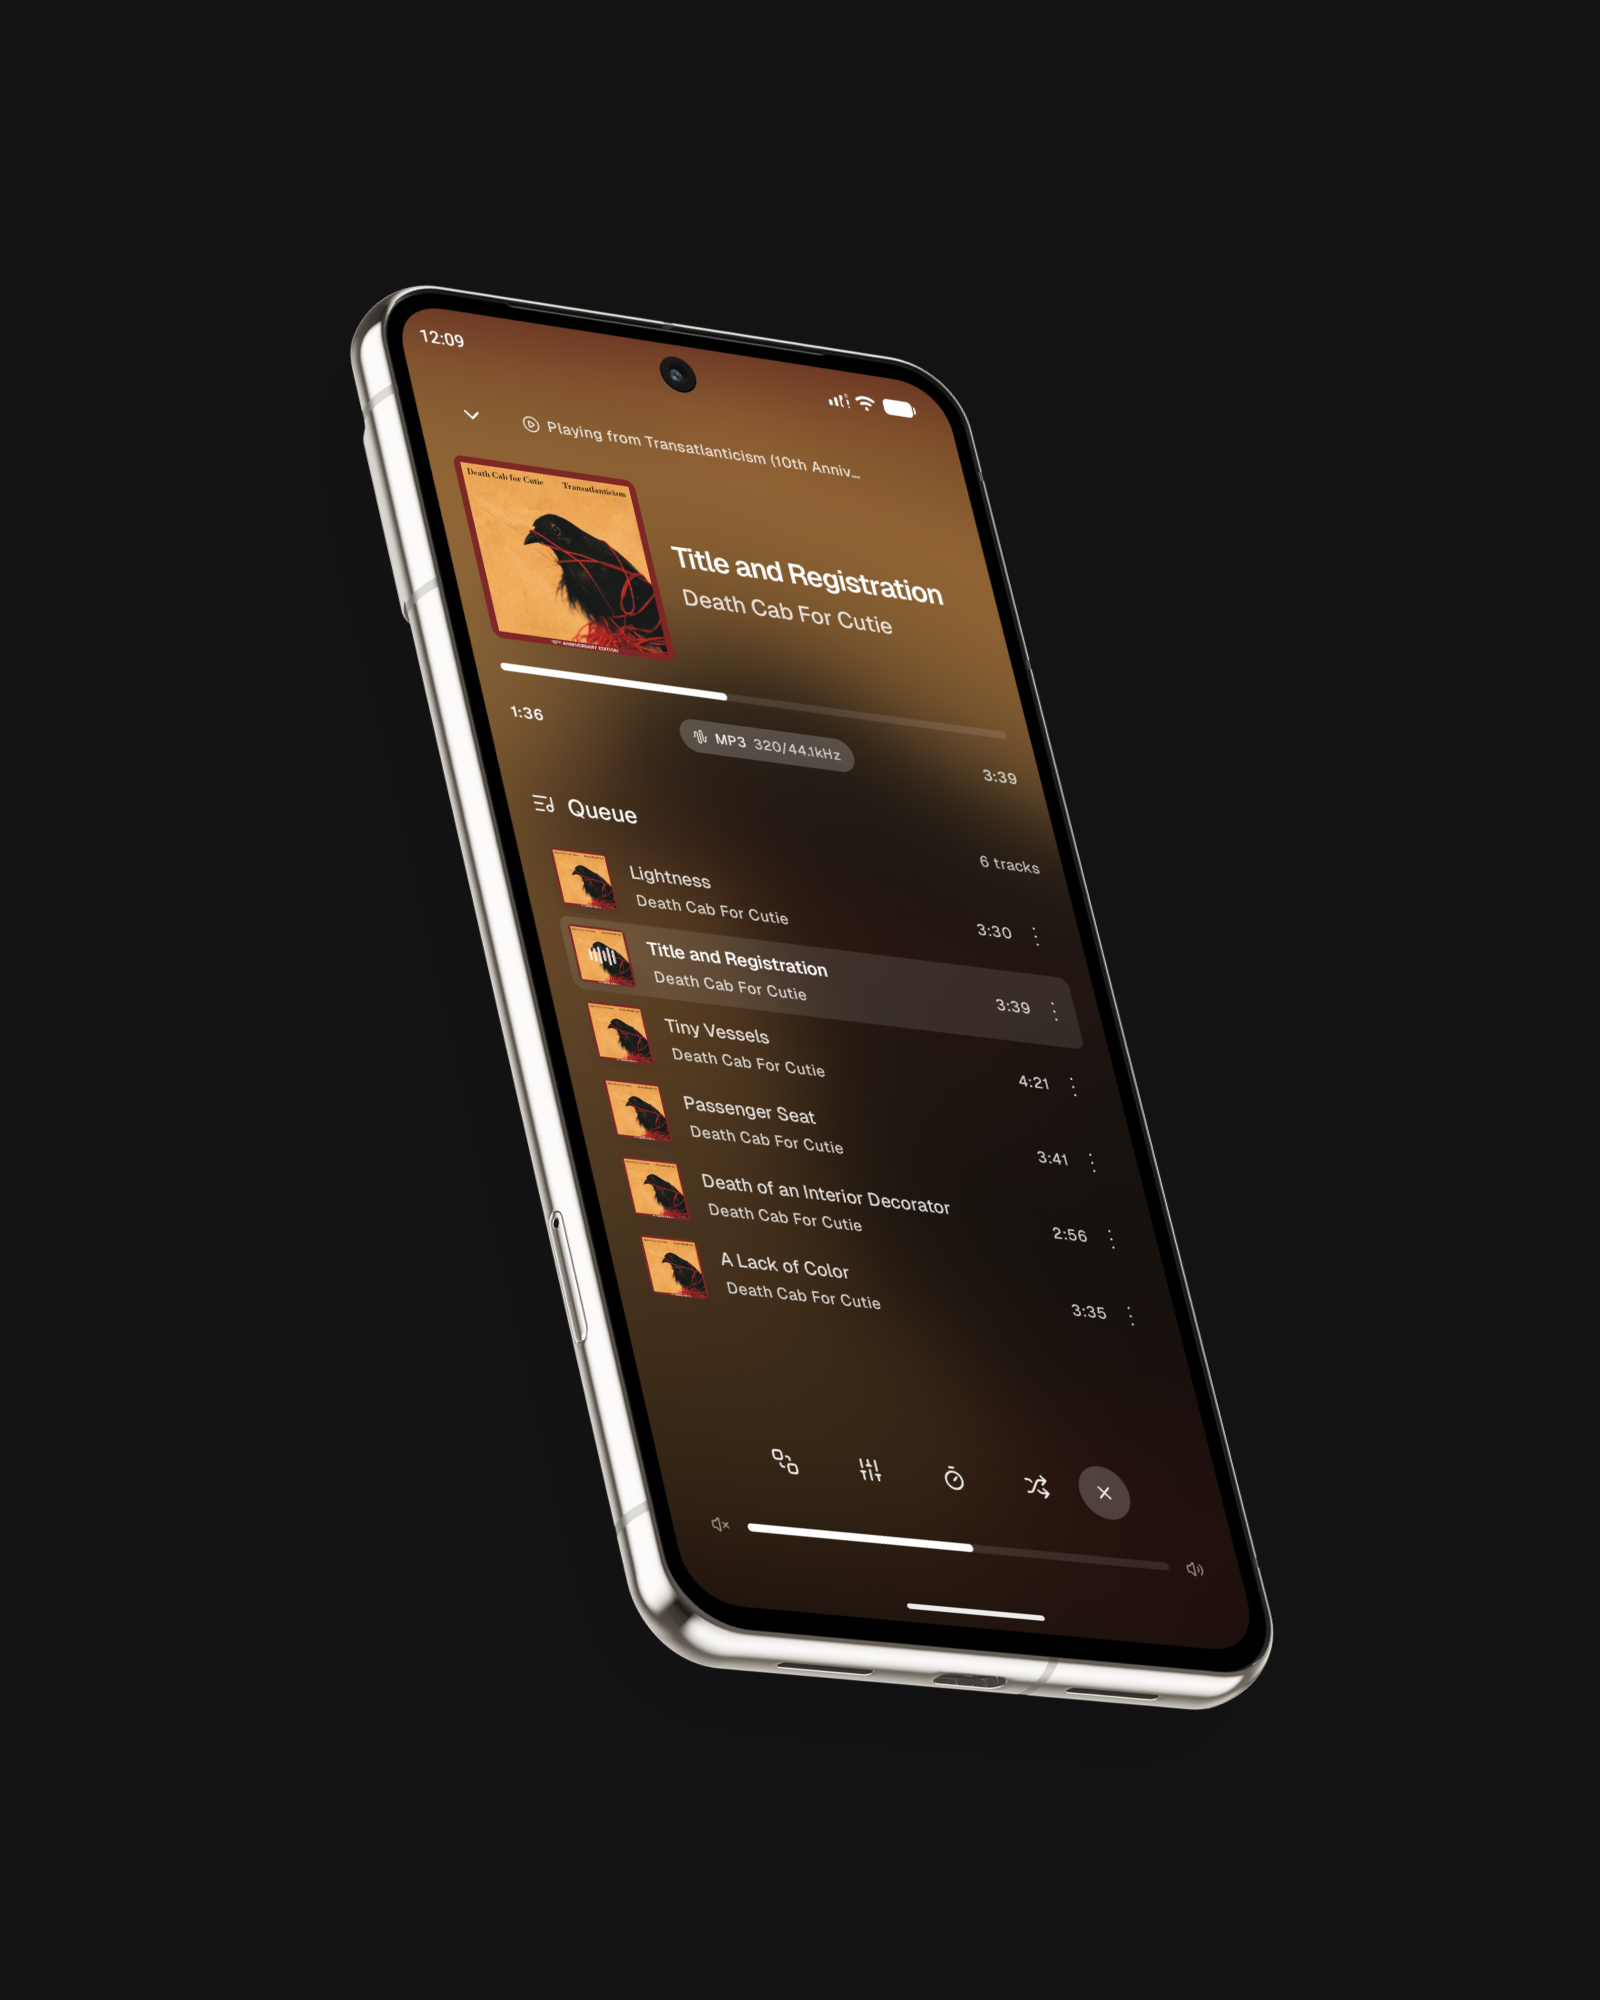 12:09
Playing from Transatlanticism (10th Anniv...
Death Cab for Cutie Transatlanticism
10TH ANNIVERSARY EDITION
Title and Registration
Death Cab For Cutie
1:36
MP3 320/44.1kHz
3:39
Queue
6 tracks
Lightness
Death Cab For Cutie
3:30
Title and Registration
Death Cab For Cutie
3:39
Tiny Vessels
Death Cab For Cutie
4:21
Passenger Seat
Death Cab For Cutie
3:41
Death of an Interior Decorator
Death Cab For Cutie
2:56
A Lack of Color
Death Cab For Cutie
3:35